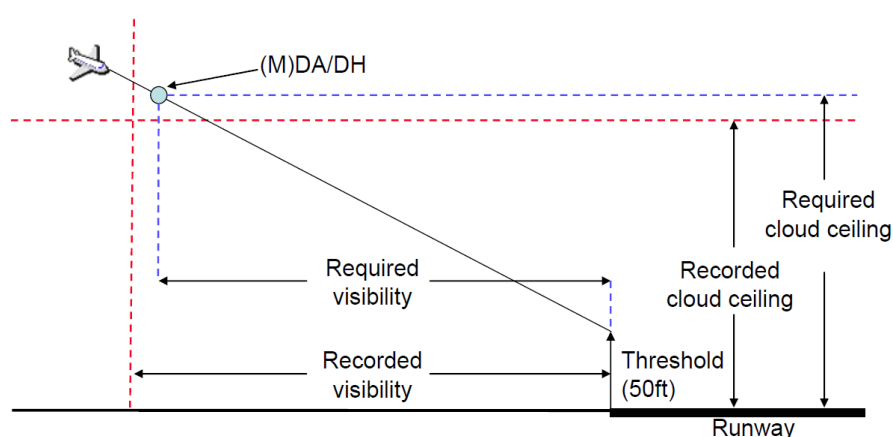 (M)DA/DH
Required
cloud ceiling
Recorded
cloud ceiling
Required
visibility
Recorded
visibility
Threshold
(50ft)
Runway